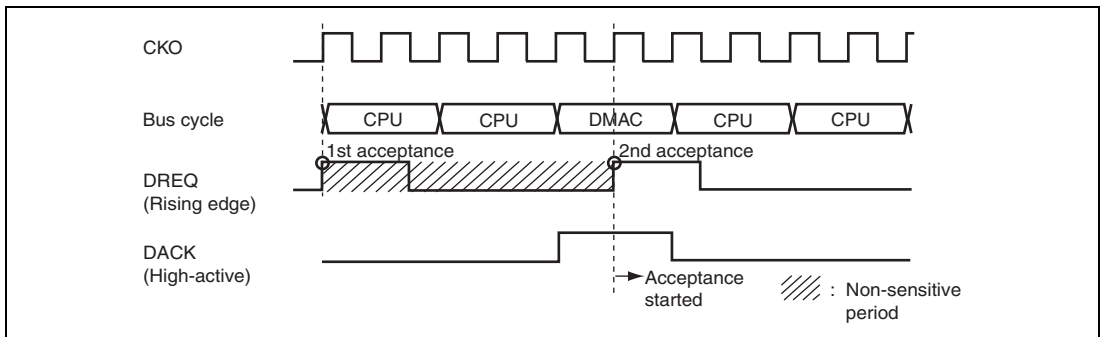 CKO
Bus cycle
CPU
CPU
DMAC
CPU
CPU
1st acceptance
2nd acceptance
DREQ
(Rising edge)
DACK
(High-active)
Acceptance
started
: Non-sensitive
period